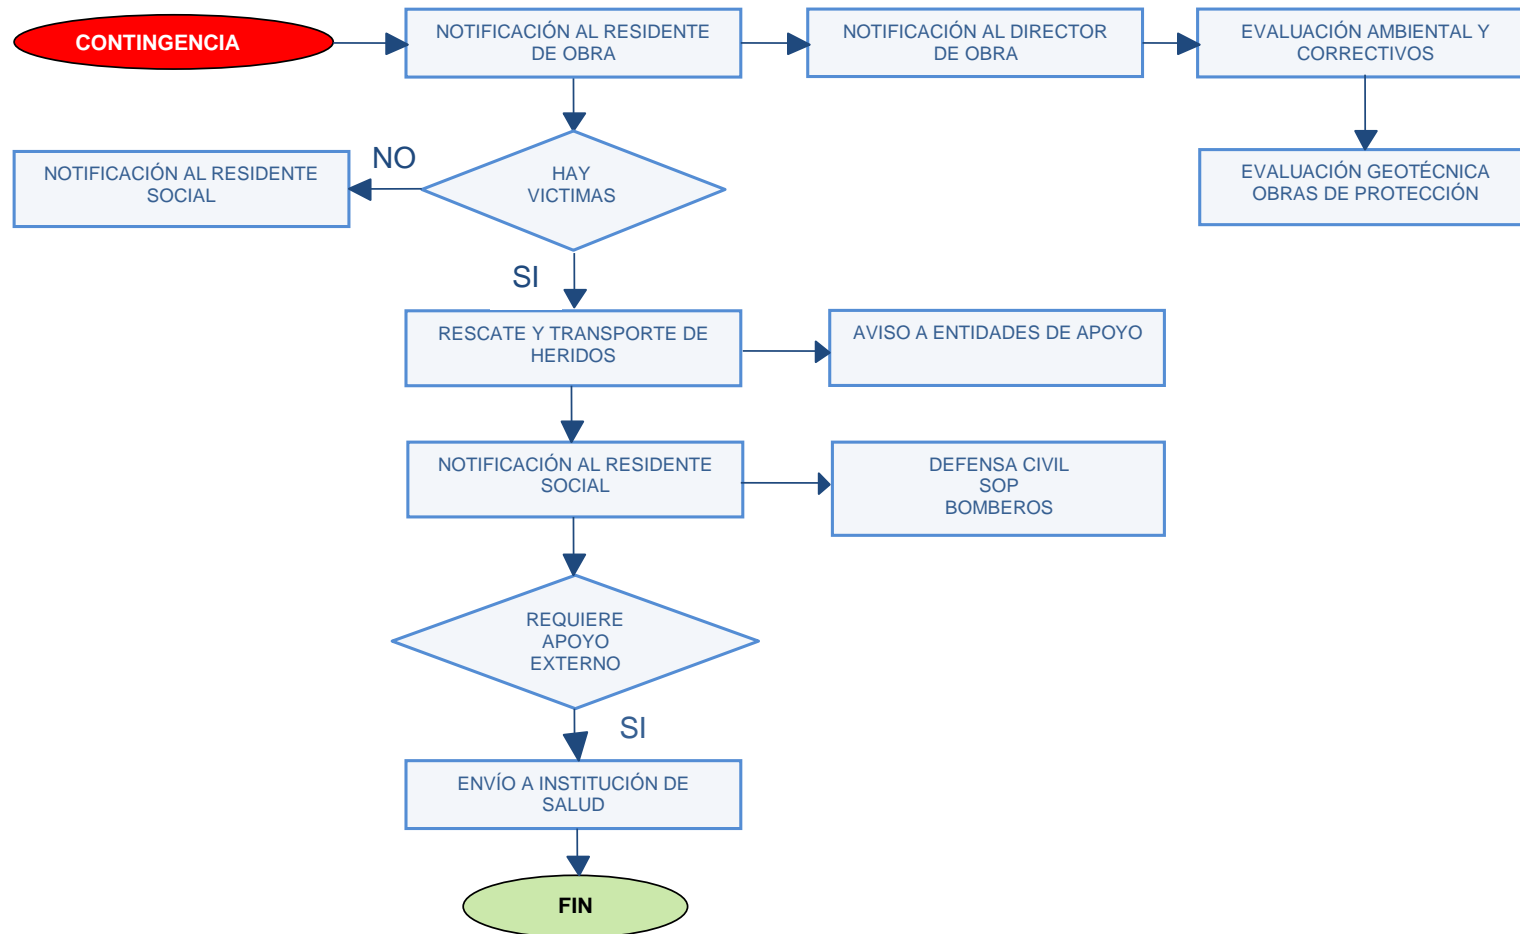 CONTINGENCIA
NOTIFICACIÓN AL RESIDENTE
DE OBRA
NOTIFICACIÓN AL DIRECTOR
DE OBRA
EVALUACIÓN AMBIENTAL Y
CORRECTIVOS
NOTIFICACIÓN AL RESIDENTE
SOCIAL
NO
HAY
VICTIMAS
EVALUACIÓN GEOTÉCNICA
OBRAS DE PROTECCIÓN
SI
RESCATE Y TRANSPORTE DE
HERIDOS
AVISO A ENTIDADES DE APOYO
NOTIFICACIÓN AL RESIDENTE
SOCIAL
DEFENSA CIVIL
SOP
BOMBEROS
REQUIERE
APOYO
EXTERNO
SI
ENVÍO A INSTITUCIÓN DE
SALUD
FIN